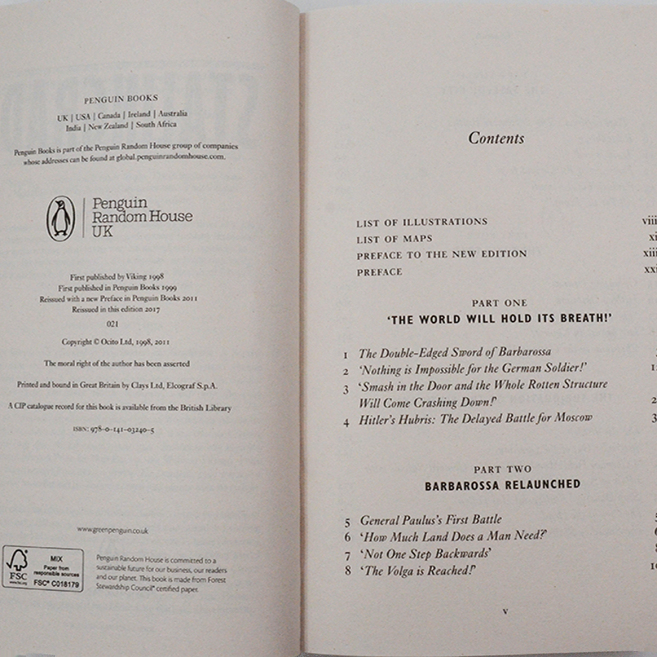 PENGUIN BOOKS
UK | USA | Canada | Ireland | Australia
India | New Zealand | South Africa
Penguin Books is part of the Penguin Random House group of companies
whose addresses can be found at global.penguinrandomhouse.com.
Penguin
Random House
UK
First published by Viking 1998
First published in Penguin Books 1999
Reissued with a new Preface in Penguin Books 2011
Reissued in this edition 2017
021
Copyright © Ocito Ltd, 1998, 2011
The moral right of the author has been asserted
Printed and bound in Great Britain by Clays Ltd, Elcograf S.p.A.
A CIP catalogue record for this book is available from the British Library
ISBN: 978-0-141-03240-5
www.greenpenguin.co.uk
FSC
MIX
Paper from
responsible sources
FSC® C018179
Penguin Random House is committed to a
sustainable future for our business, our readers
and our planet. This book is made from Forest
Stewardship Council® certified paper.
Contents
LIST OF ILLUSTRATIONS viii
LIST OF MAPS
PREFACE TO THE NEW EDITION xiii
PREFACE
PART ONE
'THE WORLD WILL HOLD ITS BREATH!'
1 The Double-Edged Sword of Barbarossa
2 'Nothing is Impossible for the German Soldier!'
3 'Smash in the Door and the Whole Rotten Structure
Will Come Crashing Down!'
4 Hitler's Hubris: The Delayed Battle for Moscow
PART TWO
BARBAROSSA RELAUNCHED
5 General Paulus's First Battle
6 'How Much Land Does a Man Need?'
7 'Not One Step Backwards'
8 'The Volga is Reached!'
v